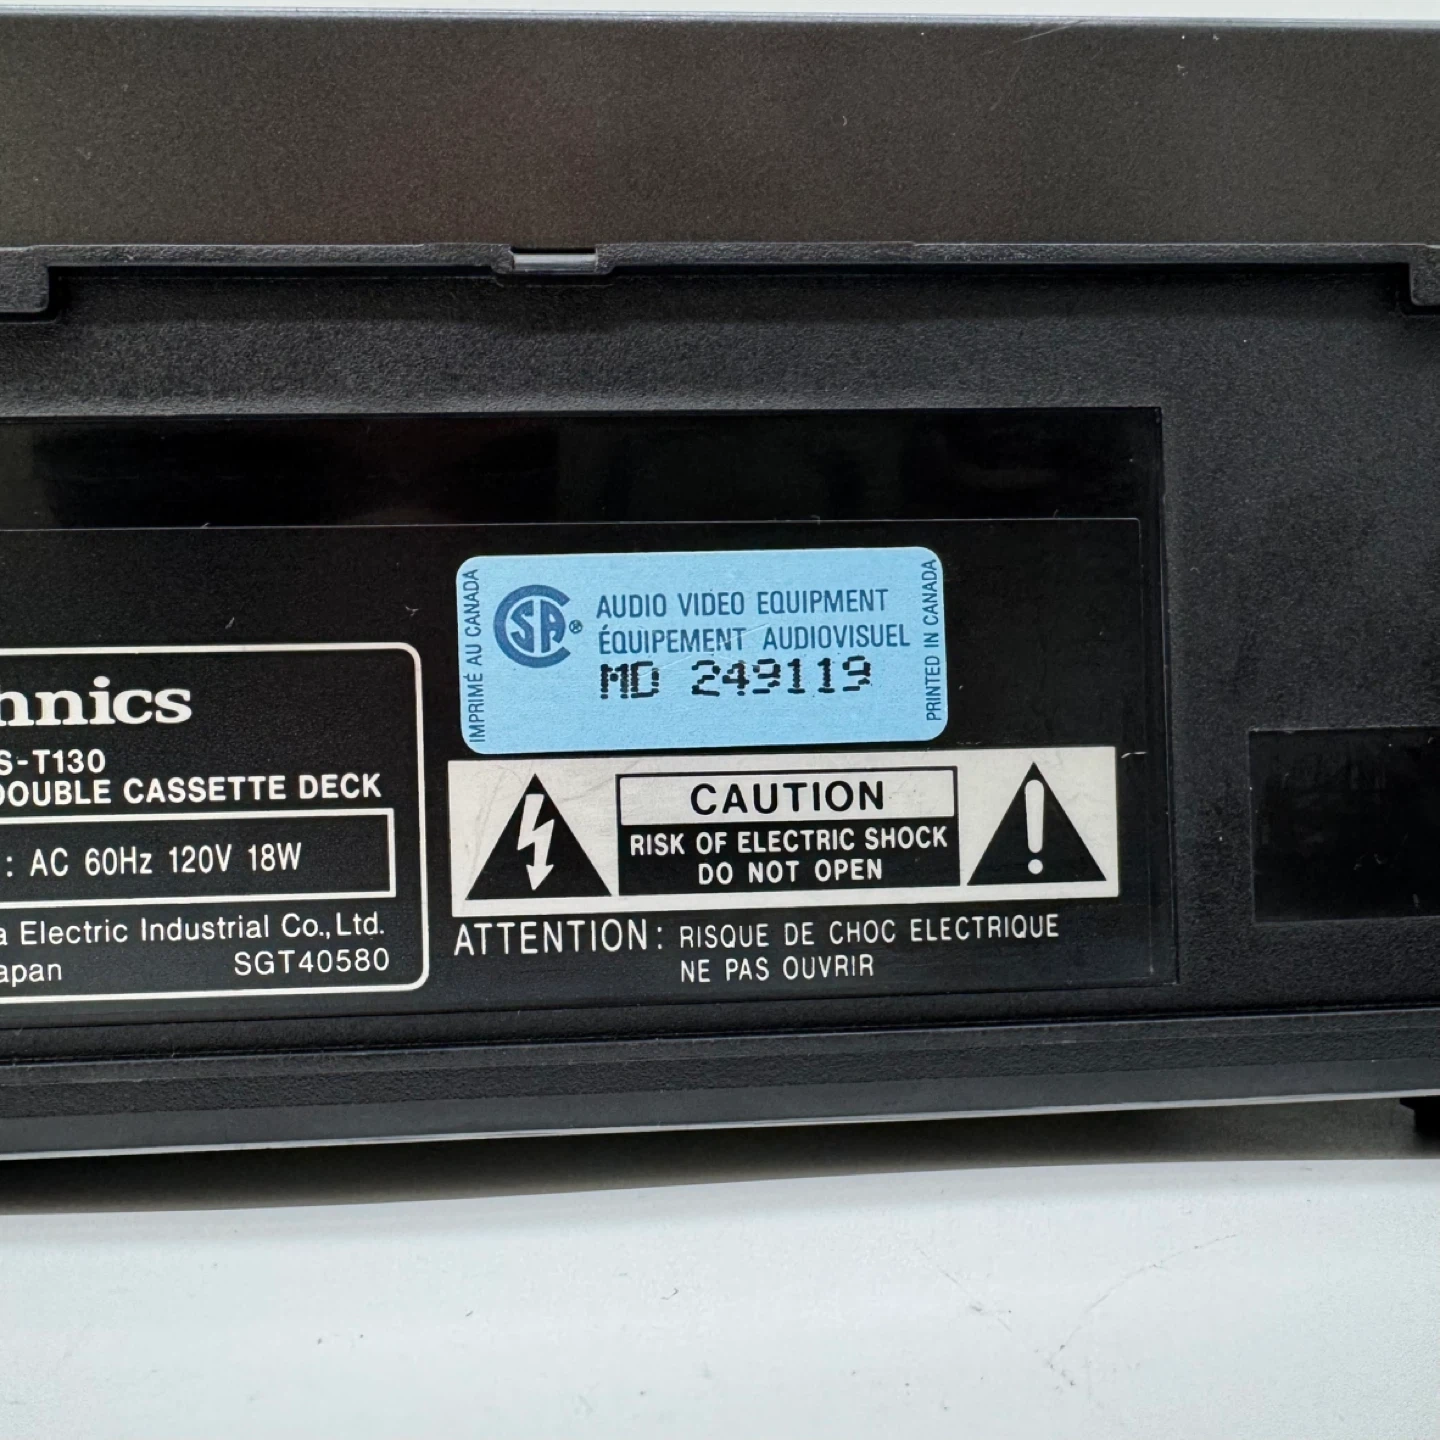 hnics
S-T130
DOUBLE CASSETTE DECK
: AC 60Hz 120V 18W
a Electric Industrial Co., Ltd.
apan SGT40580
IMPRIMÉ AU CANADA
CSA®
AUDIO VIDEO EQUIPMENT
ÉQUIPEMENT AUDIOVISUEL
MD 249119
PRINTED IN CANADA
CAUTION
RISK OF ELECTRIC SHOCK
DO NOT OPEN
ATTENTION: RISQUE DE CHOC ELECTRIQUE
NE PAS OUVRIR